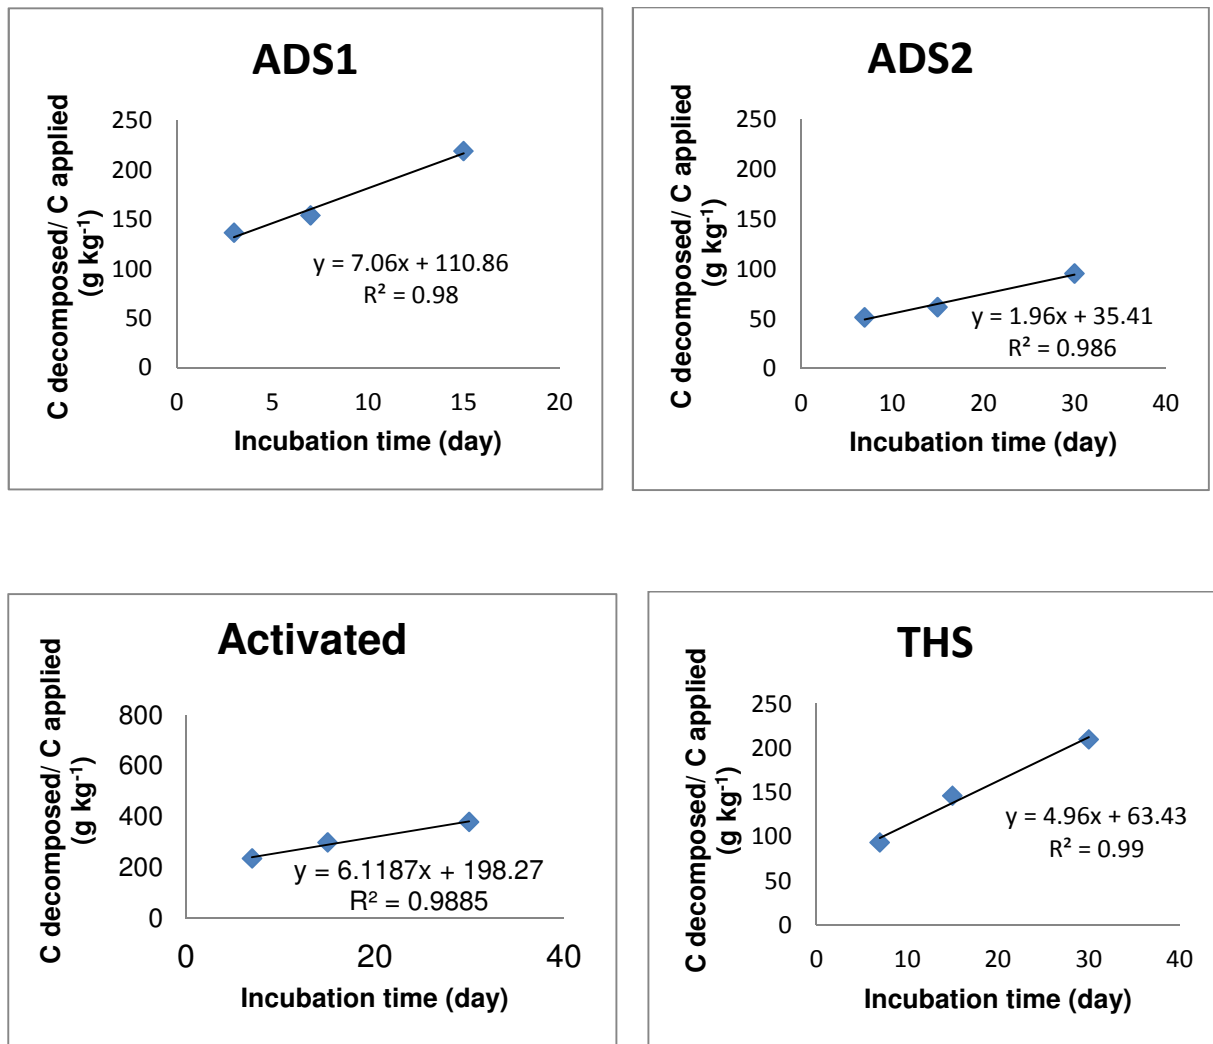 ADS1
C decomposed/ C applied
(g kg⁻¹)
250
200
150
100
50
0
y = 7.06x + 110.86
R² = 0.98
0 5 10 15 20
Incubation time (day)
ADS2
C decomposed/ C applied
(g kg⁻¹)
250
200
150
100
50
0
y = 1.96x + 35.41
R² = 0.986
0 10 20 30 40
Incubation time (day)
Activated
C decomposed/ C applied
(g kg⁻¹)
800
600
400
200
0
y = 6.1187x + 198.27
R² = 0.9885
0 20 40
Incubation time (day)
THS
C decomposed/ C applied
(g kg⁻¹)
250
200
150
100
50
0
y = 4.96x + 63.43
R² = 0.99
0 10 20 30 40
Incubation time (day)